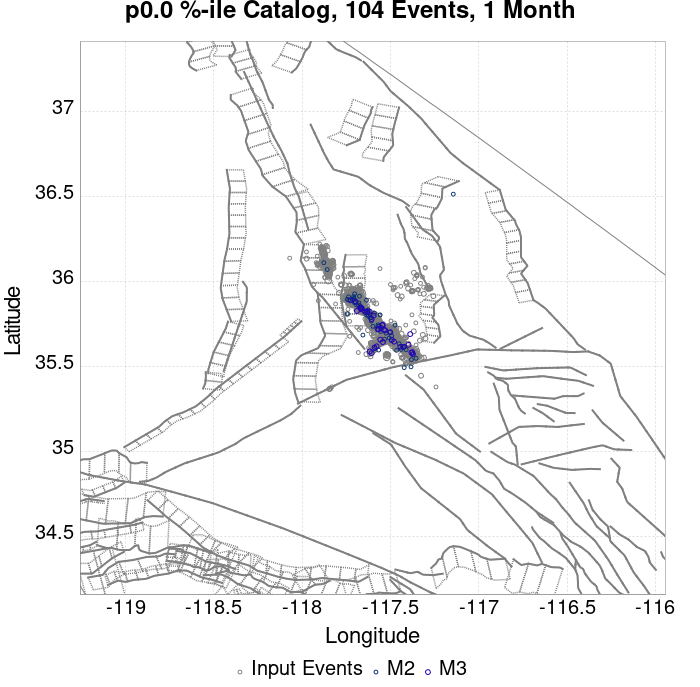 p0.0 %-ile Catalog, 104 Events, 1 Month
37
36.5
36
35.5
35
34.5
Latitude
-119 -118.5 -118 -117.5 -117 -116.5 -116
Longitude
Input Events M2 M3